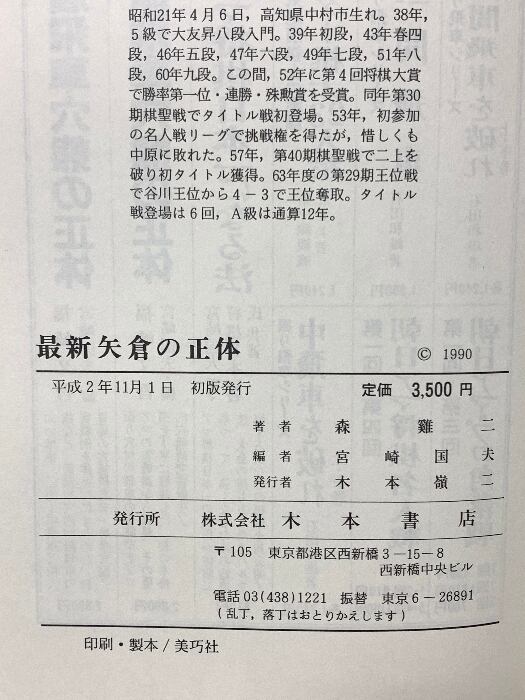 昭和21年4月6日，高知県中村市生れ。38年，
5級で大友昇八段入門。39年初段，43年春四
段，46年五段，47年六段，49年七段，51年八
段，60年九段。この間，52年に第4回将棋大賞
で勝率第一位・連勝・殊勲賞を受賞。同年第30
期棋聖戦でタイトル戦初登場。53年，初参加
の名人戦リーグで挑戦権を得たが，惜しくも
中原に敗れた。57年，第40期棋聖戦で二上を
破り初タイトル獲得。63年度の第29期王位戦
で谷川王位から4－3で王位奪取。タイトル
戦登場は6回，A級は通算12年。
最新矢倉の正体 © 1990
平成2年11月1日 初版発行 定価 3,500円
著者 森雞二
編者 宮崎国夫
発行者 木本嶺二
発行所 株式会社 木本書店
〒105 東京都港区西新橋3－15－8
西新橋中央ビル
電話03(438)1221 振替 東京6－26891
(乱丁，落丁はおとりかえします)
印刷・製本/美巧社